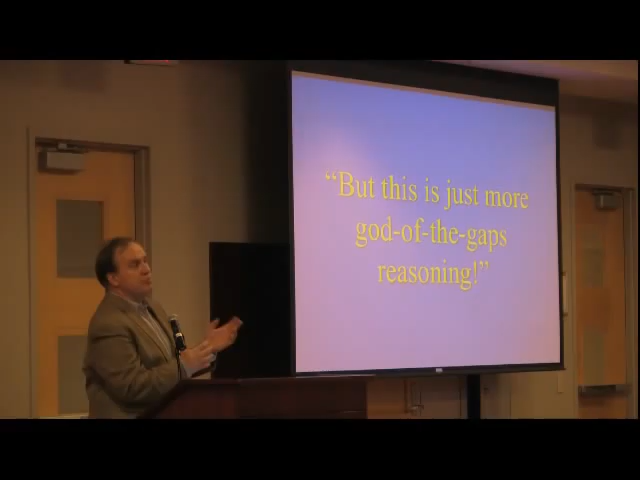 “But this is just more
god-of-the-gaps
reasoning!”